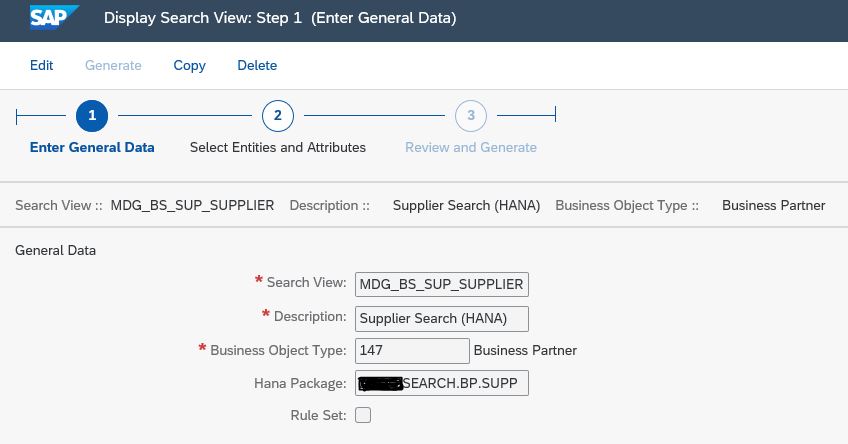 SAP Display Search View: Step 1 (Enter General Data)
Edit Generate Copy Delete
1 2 3
Enter General Data Select Entities and Attributes Review and Generate
Search View :: MDG_BS_SUP_SUPPLIER Description :: Supplier Search (HANA) Business Object Type :: Business Partner
General Data
* Search View: MDG_BS_SUP_SUPPLIER
* Description: Supplier Search (HANA)
* Business Object Type: 147 Business Partner
Hana Package: SEARCH.BP.SUPP
Rule Set: